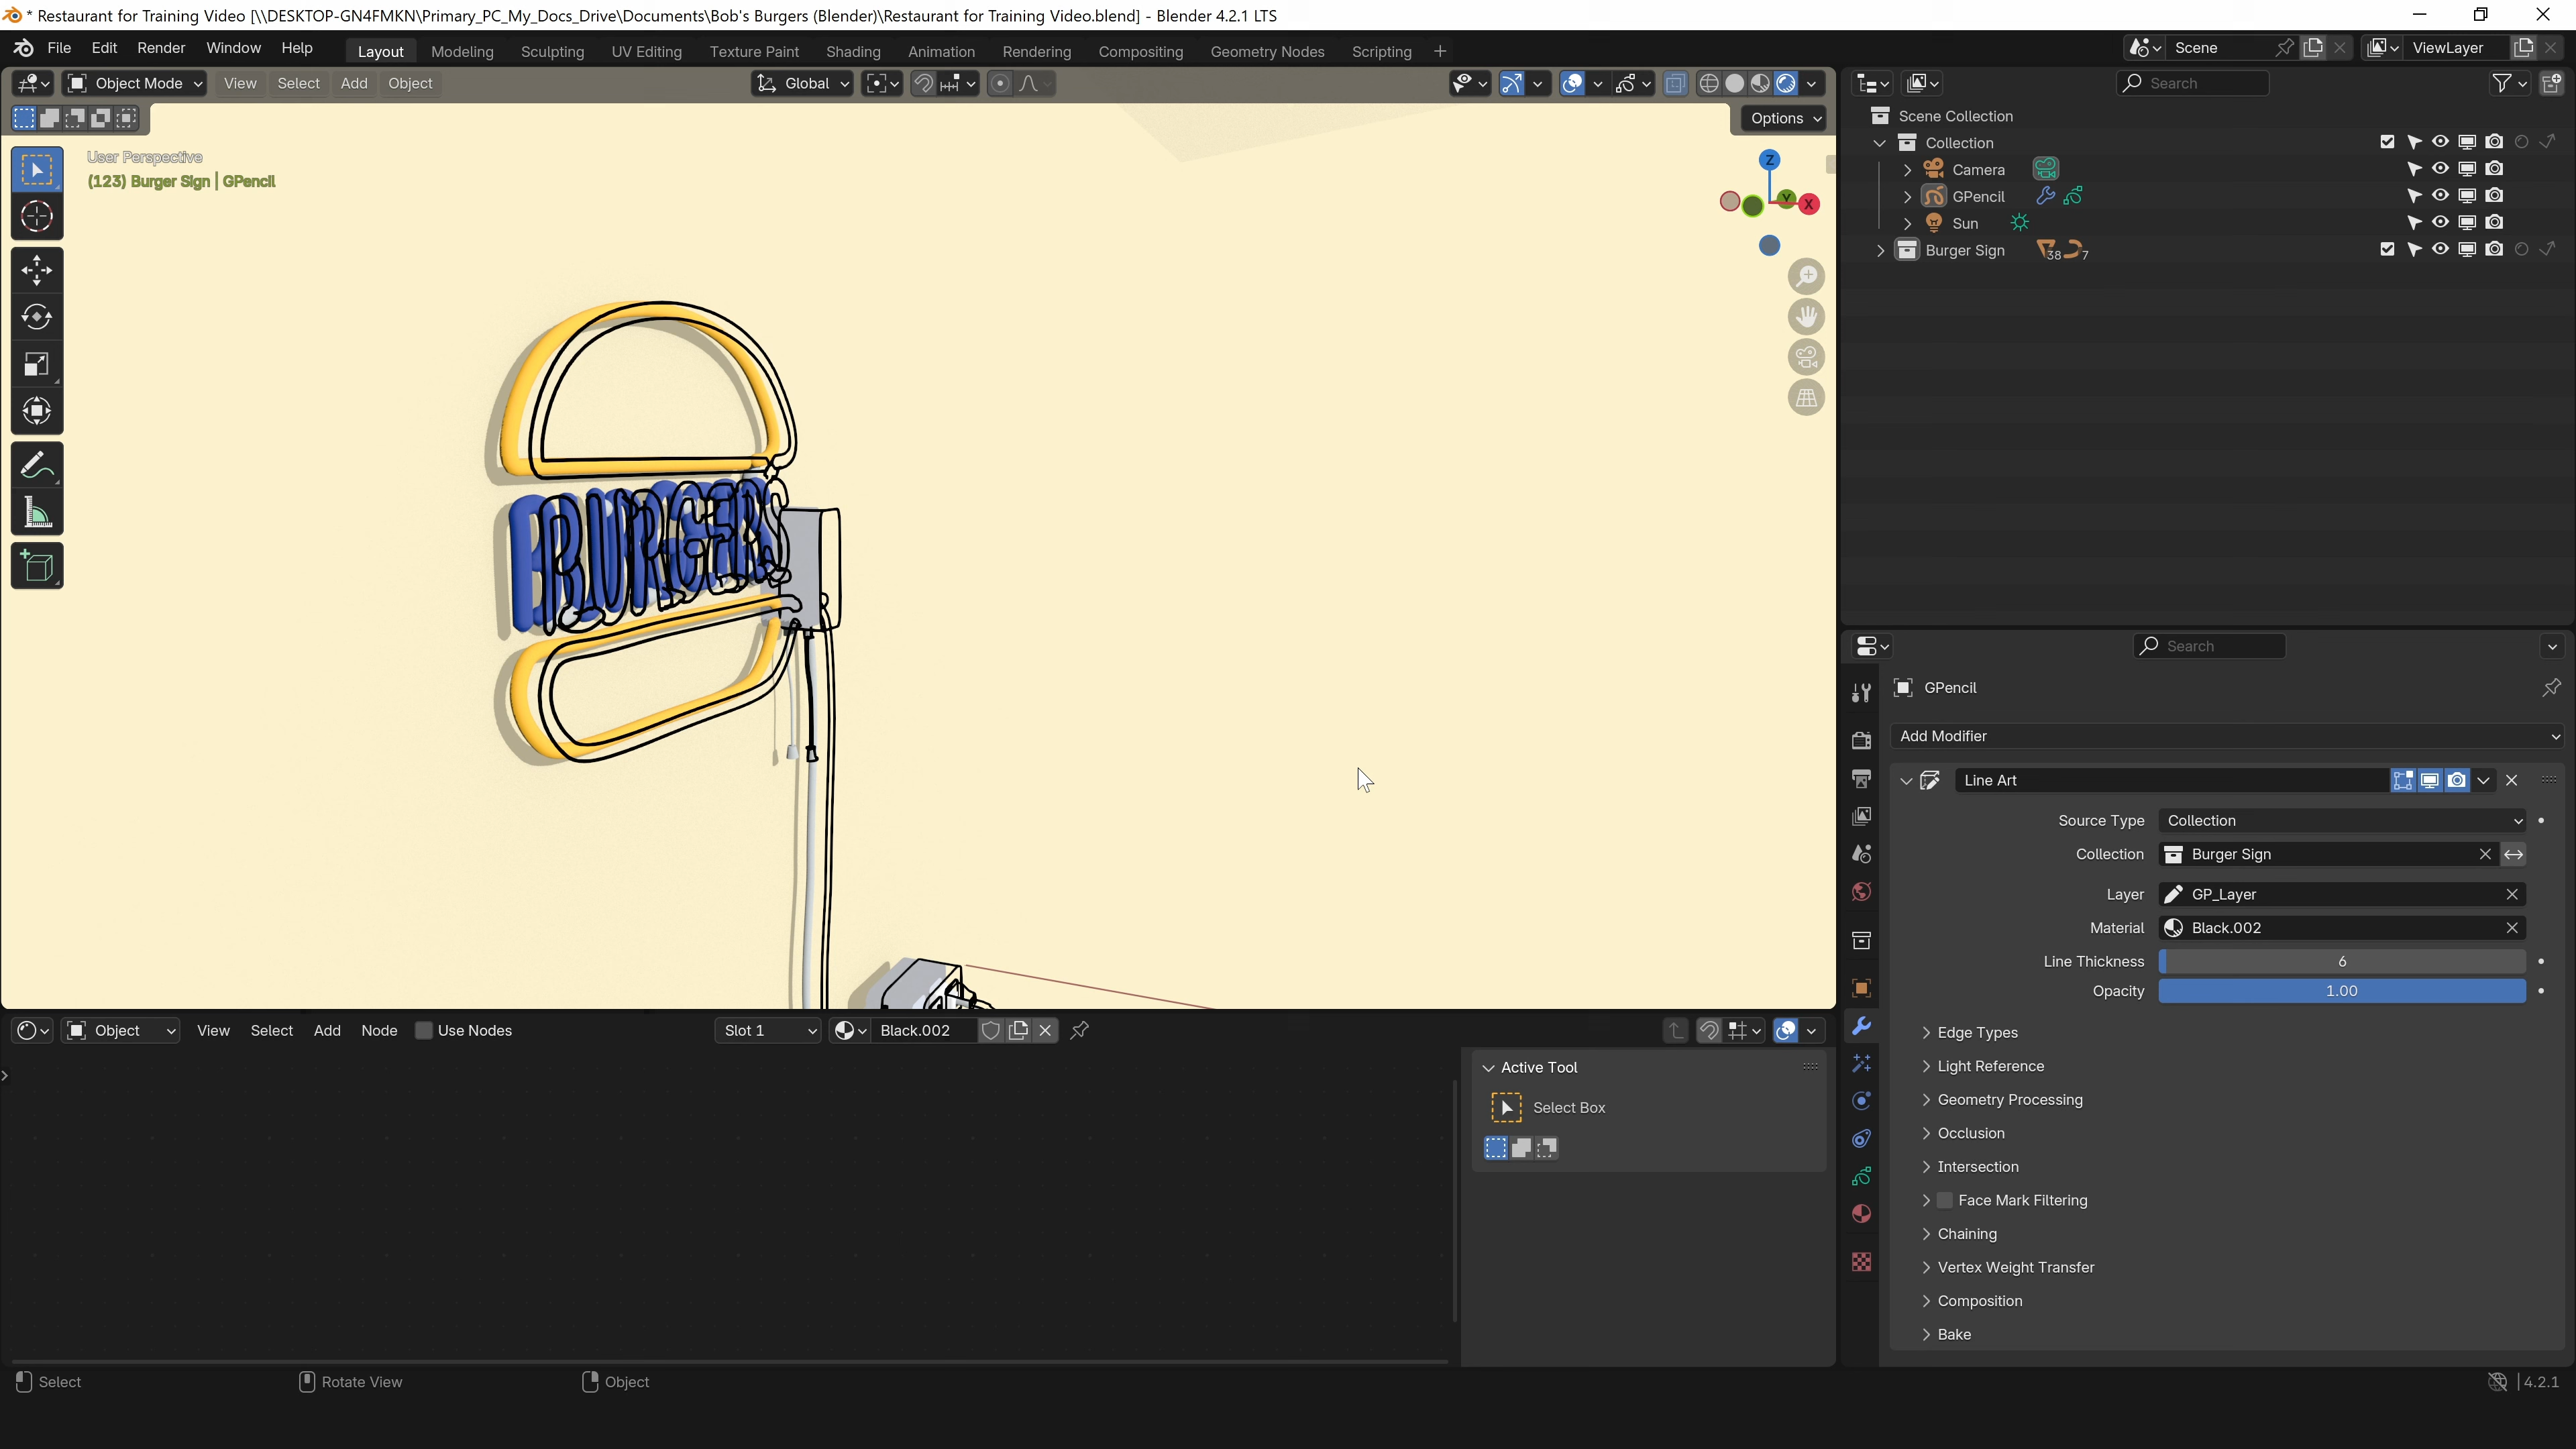 * Restaurant for Training Video [\\DESKTOP-GN4FMKN\Primary_PC_My_Docs_Drive\Documents\Bob's Burgers (Blender)\Restaurant for Training Video.blend] - Blender 4.2.1 LTS
File Edit Render Window Help Layout Modeling Sculpting UV Editing Texture Paint Shading Animation Rendering Compositing Geometry Nodes Scripting + Scene ViewLayer
Object Mode View Select Add Object Global Search
Options
User Perspective
(123) Burger Sign | GPencil
Z
Y
X
BURGERS
Scene Collection
Collection
Camera
GPencil
Sun
Burger Sign 38 7
Search
GPencil
Add Modifier
Line Art
Source Type Collection
Collection Burger Sign
Layer GP_Layer
Material Black.002
Line Thickness 6
Opacity 1.00
Edge Types
Light Reference
Geometry Processing
Occlusion
Intersection
Face Mark Filtering
Chaining
Vertex Weight Transfer
Composition
Bake
Object View Select Add Node Use Nodes Slot 1 Black.002
Active Tool
Select Box
Select Rotate View Object 4.2.1